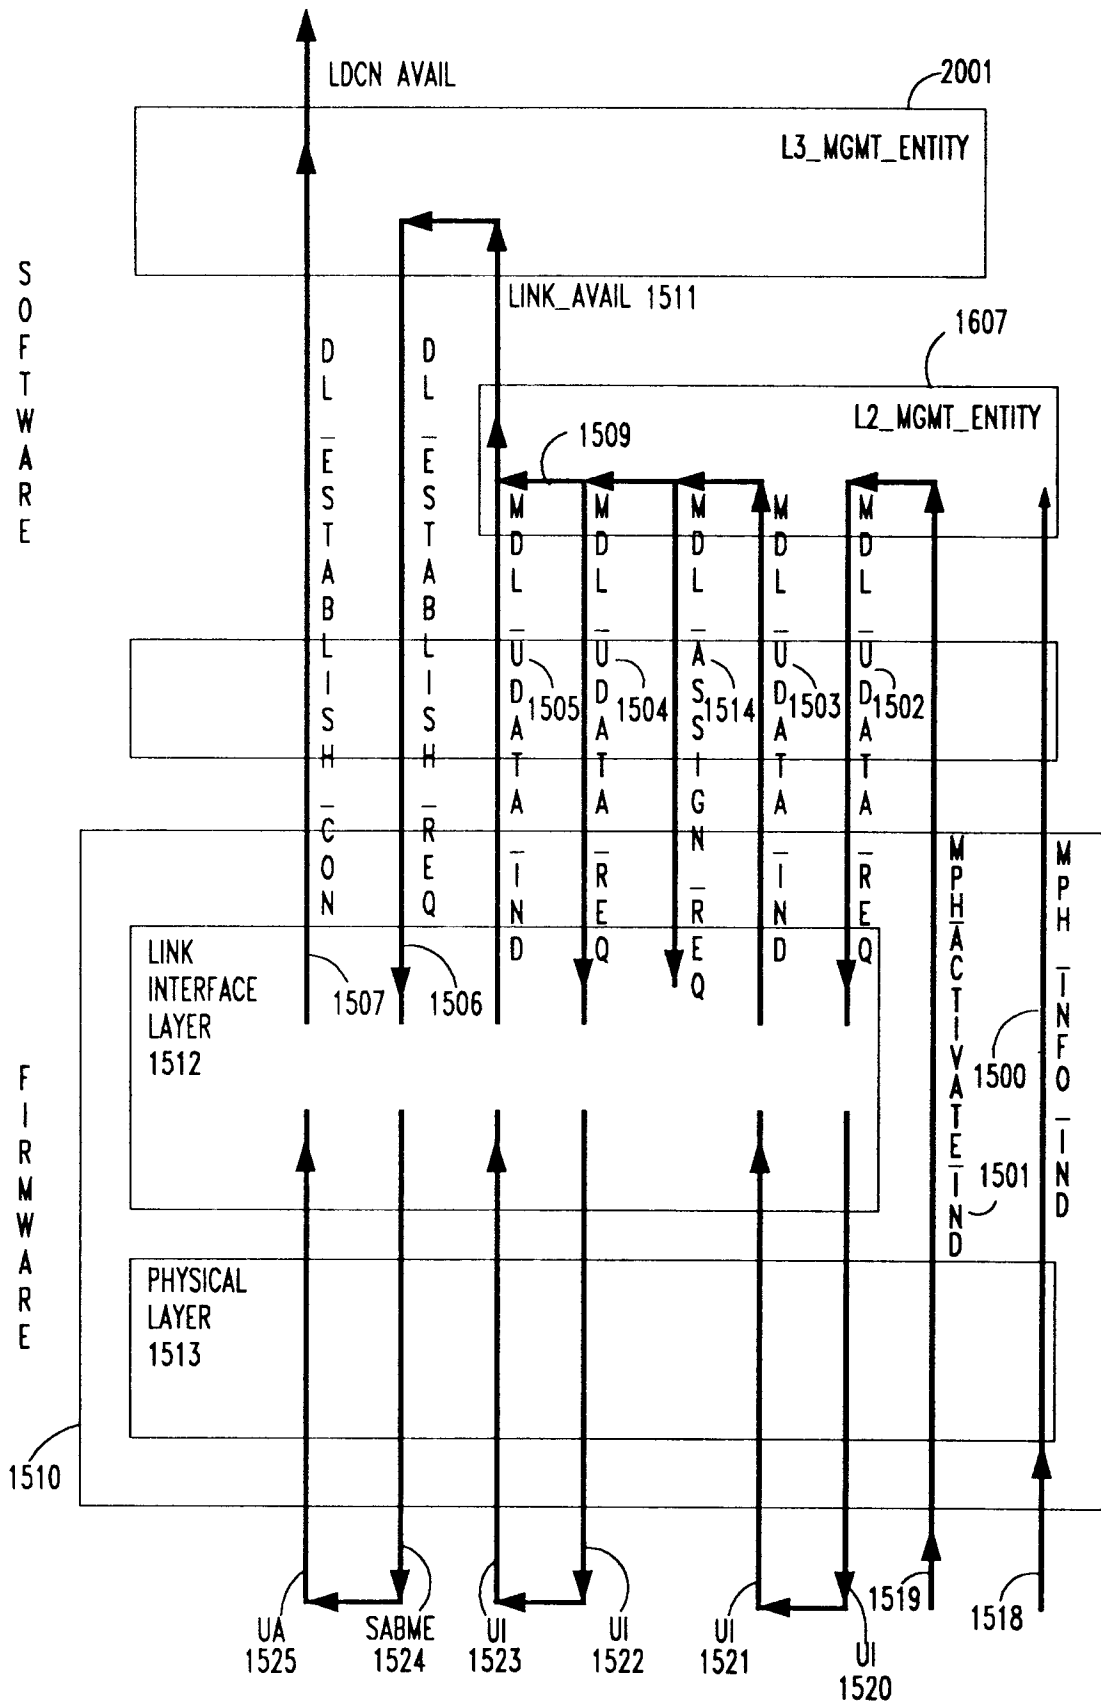 LDCN AVAIL
2001
L3_MGMT_ENTITY
SOFTWARE
LINK_AVAIL 1511
1607
L2_MGMT_ENTITY
1509
DL_ESTABLISH_CON
DL_ESTABLISH_REQ
MDL_UDATA_IND
MDL_UDATA_REQ
MDL_ASSIGN_REQ
MDL_UDATA_IND
MDL_UDATA_REQ
1505
1504
1514
1503
1502
MPH_ACTIVATE_IND
MPH_INFO_IND
LINK
INTERFACE
LAYER
1512
1507
1506
1500
1501
FIRMWARE
PHYSICAL
LAYER
1513
1510
1519
1518
UA
1525
SABME
1524
UI
1523
UI
1522
UI
1521
UI
1520